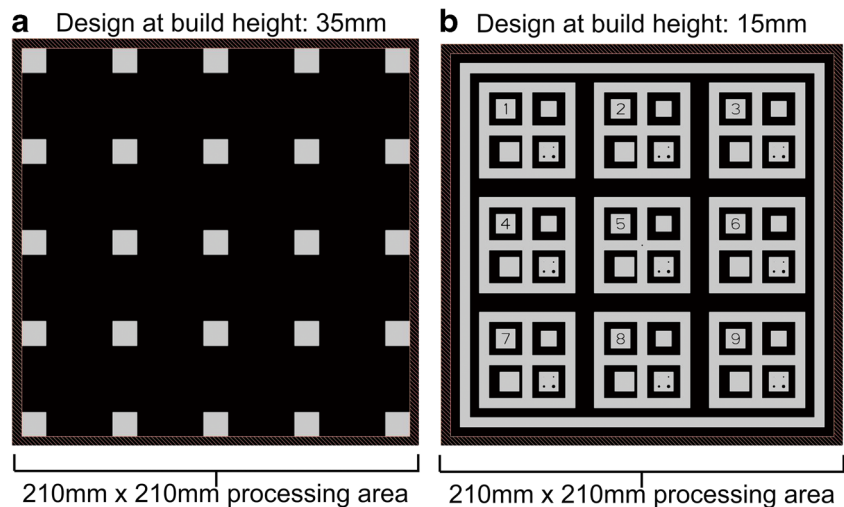 a Design at build height: 35mm
b Design at build height: 15mm
1 2 3
4 5 6
7 8 9
210mm x 210mm processing area
210mm x 210mm processing area